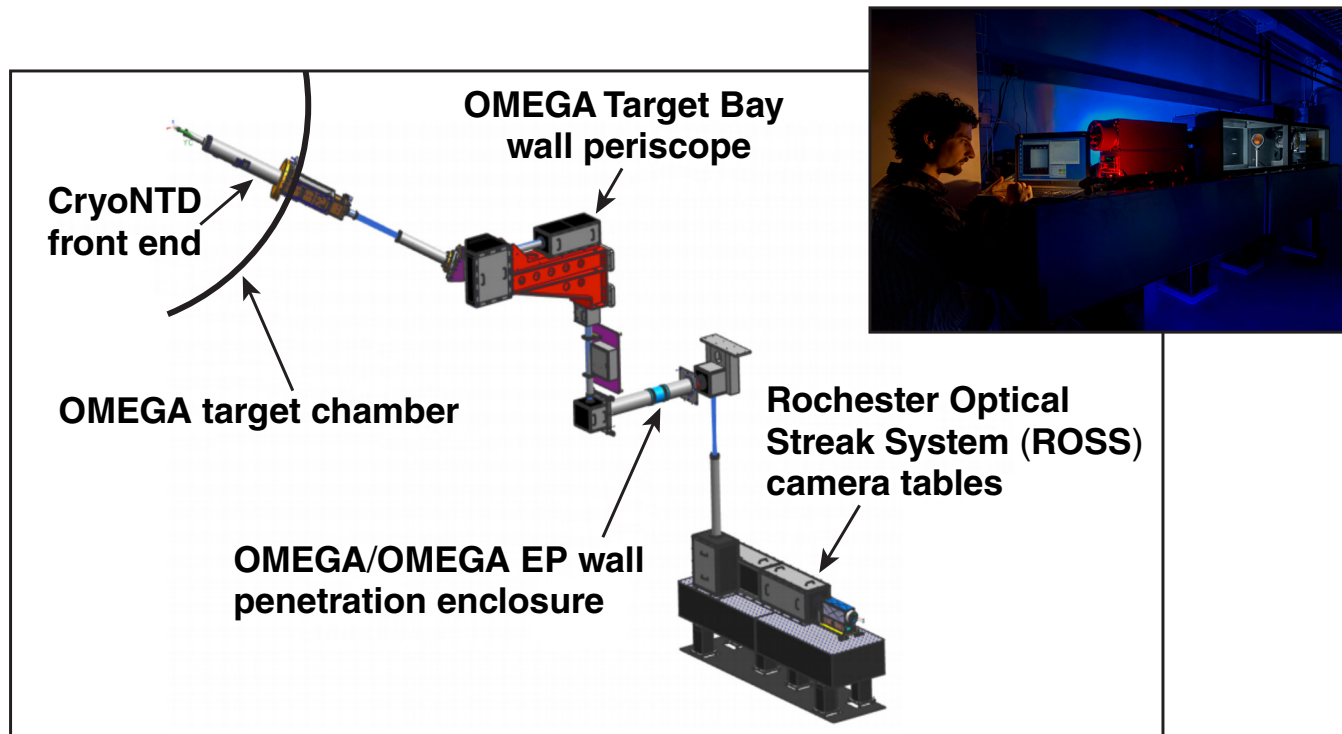 OMEGA Target Bay
wall periscope
CryoNTD
front end
OMEGA target chamber
Rochester Optical
Streak System (ROSS)
camera tables
OMEGA/OMEGA EP wall
penetration enclosure